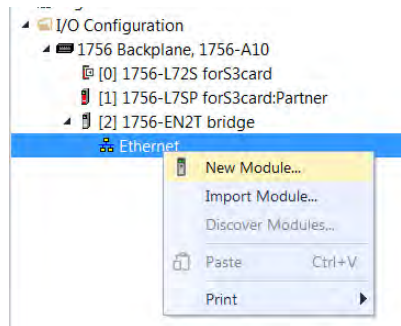 I/O Configuration
1756 Backplane, 1756-A10
[0] 1756-L72S forS3card
[1] 1756-L7SP forS3card:Partner
[2] 1756-EN2T bridge
Ethernet
New Module...
Import Module...
Discover Modules...
Paste Ctrl+V
Print